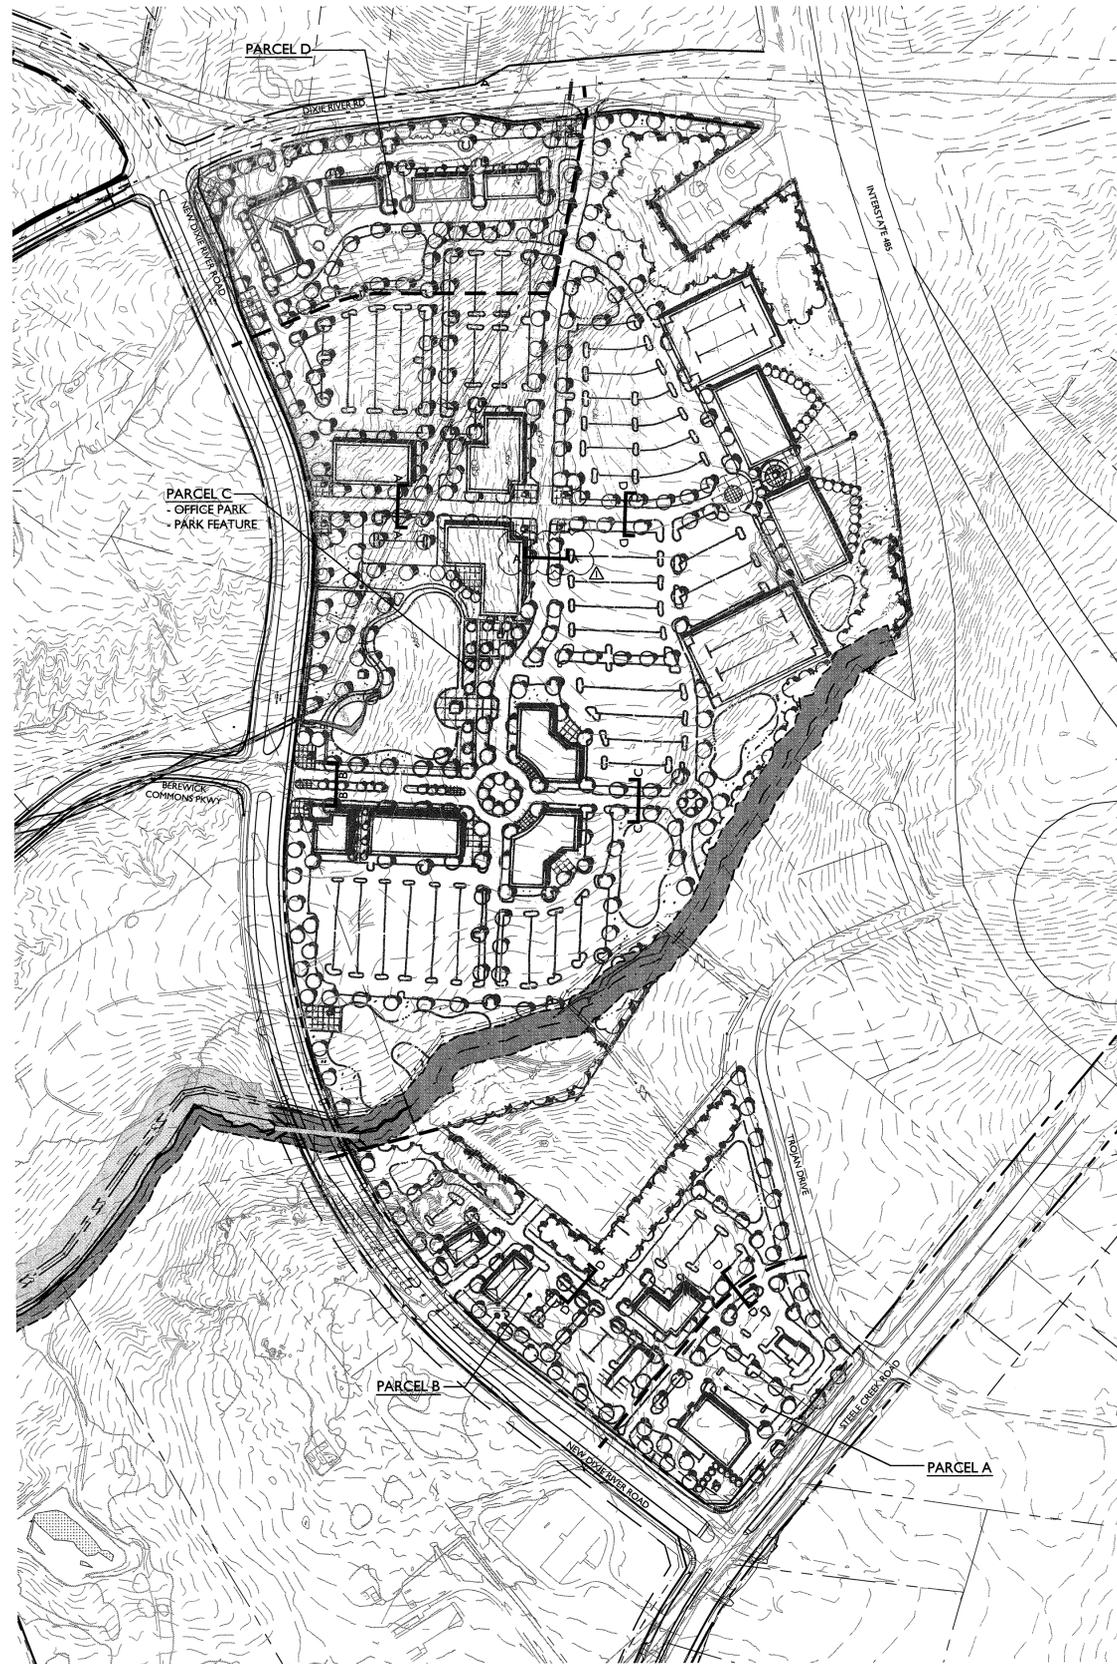 PARCEL D
DIXIE RIVER RD
NEW DIXIE RIVER ROAD
INTERSTATE 485
PARCEL C
- OFFICE PARK
- PARK FEATURE
A
A
D
D
A
A
B
B
C
C
BEREWICK
COMMONS PKWY
TROJAN DRIVE
D
D
PARCEL B
STEELE CREEK ROAD
NEW DIXIE RIVER ROAD
PARCEL A